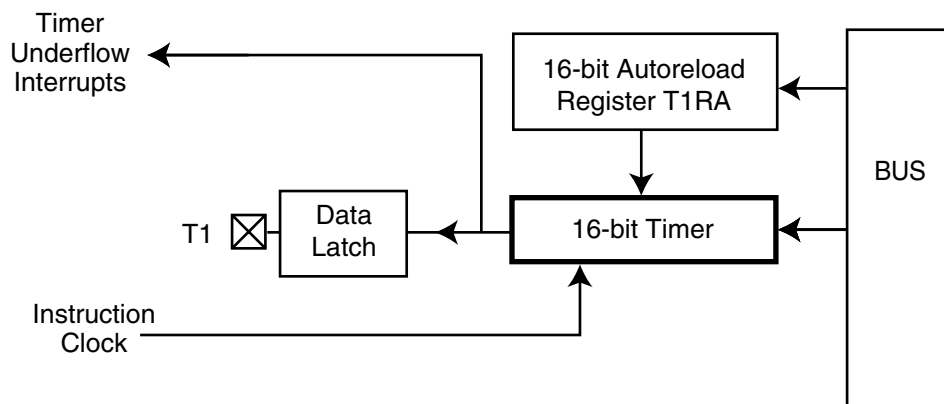 Timer
Underflow
Interrupts
16-bit Autoreload
Register T1RA
BUS
T1
Data
Latch
16-bit Timer
Instruction
Clock